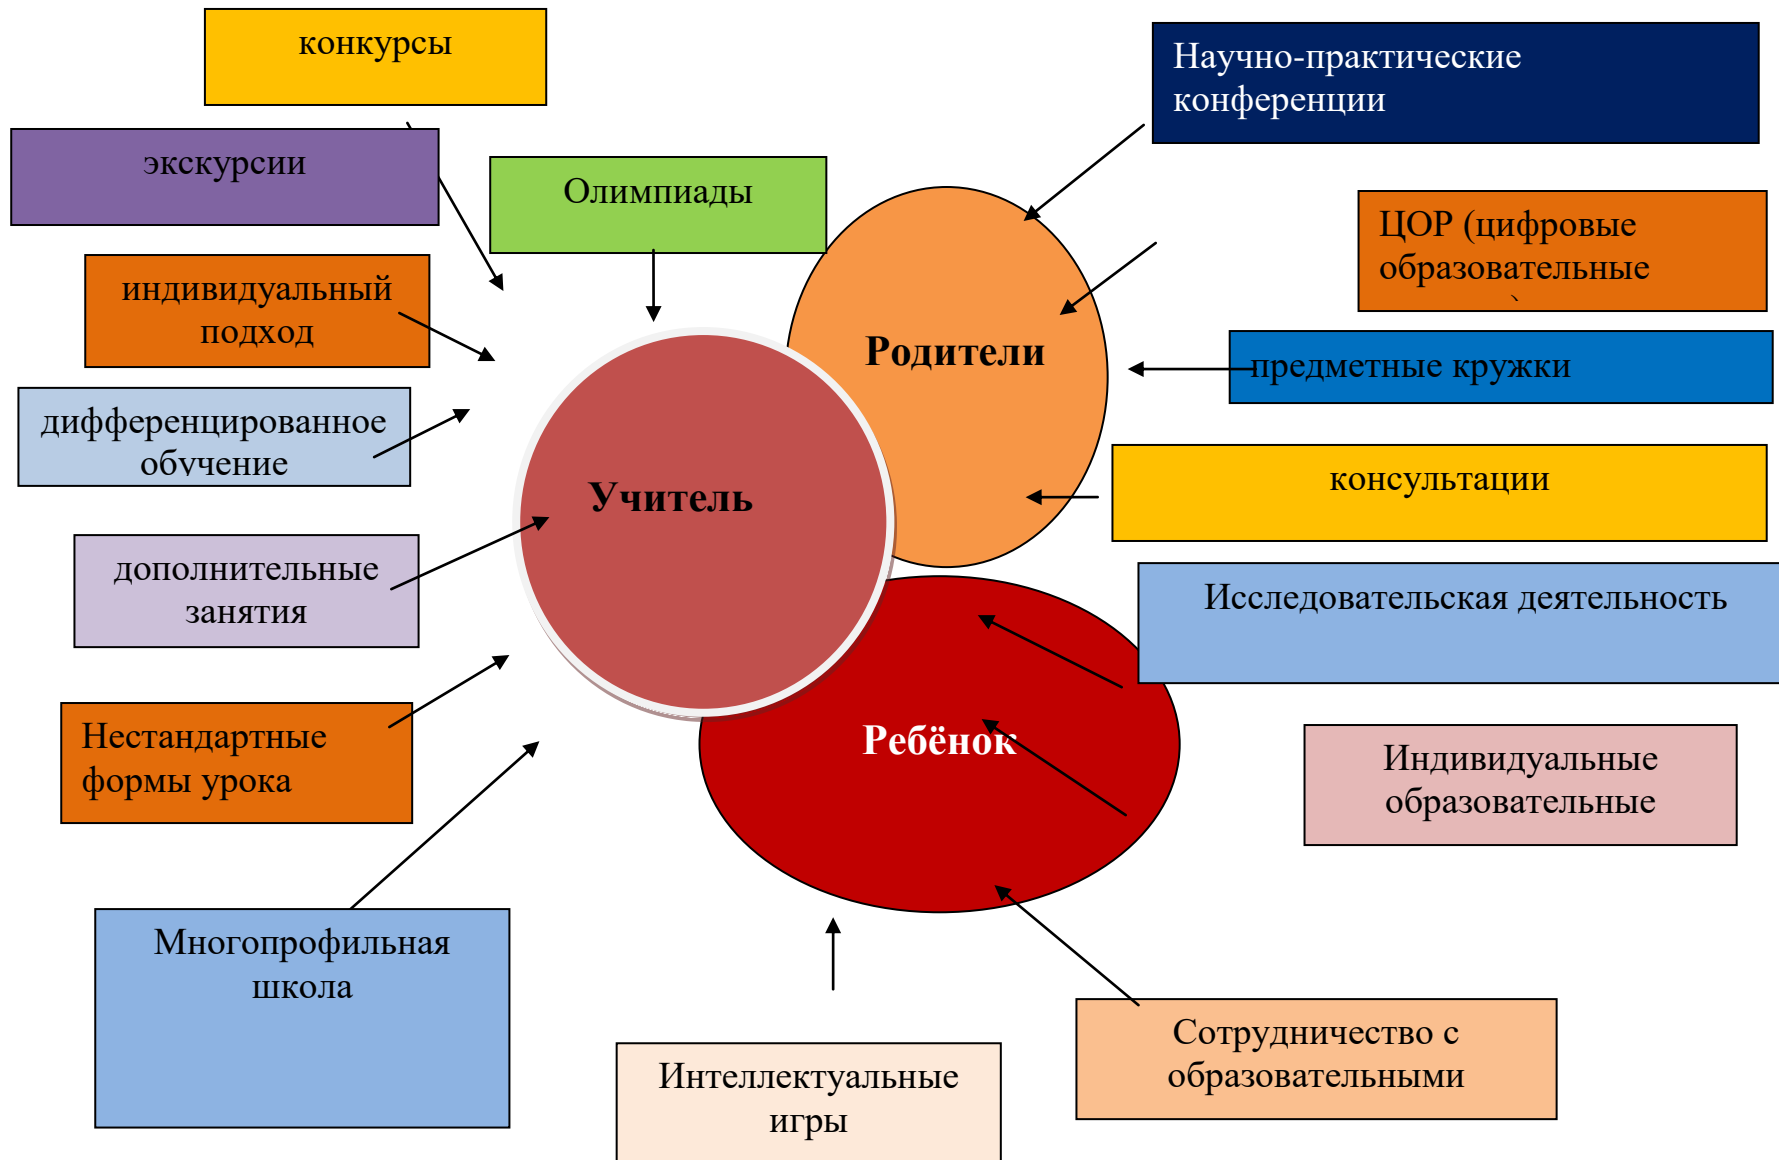 конкурсы
Научно-практические
конференции
экскурсии
Олимпиады
ЦОР (цифровые
образовательные
индивидуальный
подход
Родители
предметные кружки
дифференцированное
обучение
Учитель
консультации
дополнительные
занятия
Исследовательская деятельность
Нестандартные
формы урока
Ребёнок
Индивидуальные
образовательные
Многопрофильная
школа
Сотрудничество с
образовательными
Интеллектуальные
игры